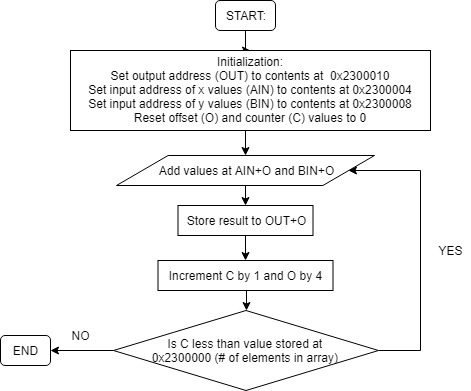 START:
Initialization:
Set output address (OUT) to contents at 0x2300010
Set input address of x values (AIN) to contents at 0x2300004
Set input address of y values (BIN) to contents at 0x2300008
Reset offset (O) and counter (C) values to 0
Add values at AIN+O and BIN+O
Store result to OUT+O
Increment C by 1 and O by 4
Is C less than value stored at
0x2300000 (# of elements in array)
YES
NO
END